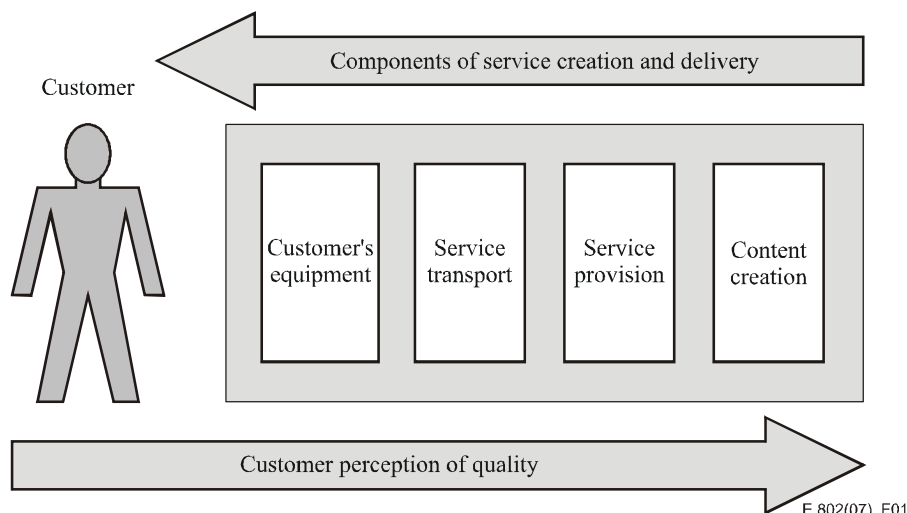 Components of service creation and delivery
Customer
Customer's
equipment
Service
transport
Service
provision
Content
creation
Customer perception of quality
E.802(07)_F01